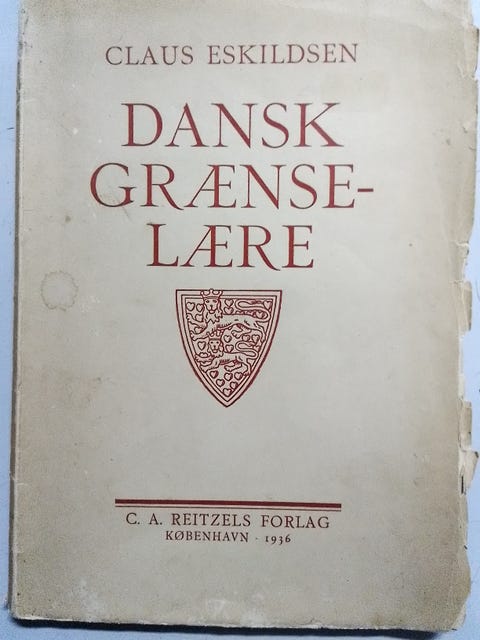 CLAUS ESKILDSEN
DANSK
GRÆNSE-
LÆRE
C. A. REITZELS FORLAG
KØBENHAVN · 1936